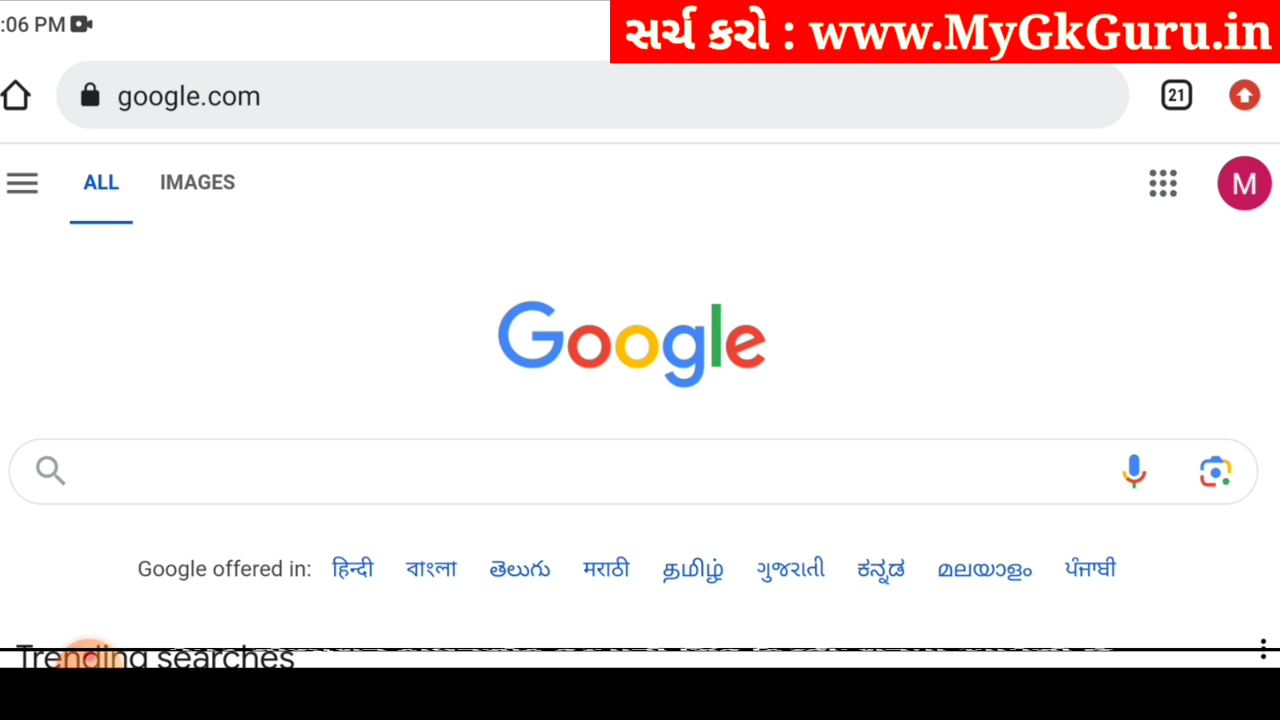 :06 PM
સર્ચ કરો : www.MyGkGuru.in
google.com
21
ALL IMAGES
M
Google
Google offered in: हिन्दी বাংলা తెలుగు मराठी தமிழ் ગુજરાતી ಕನ್ನಡ മലയാളം ਪੰਜਾਬੀ
Trending searches